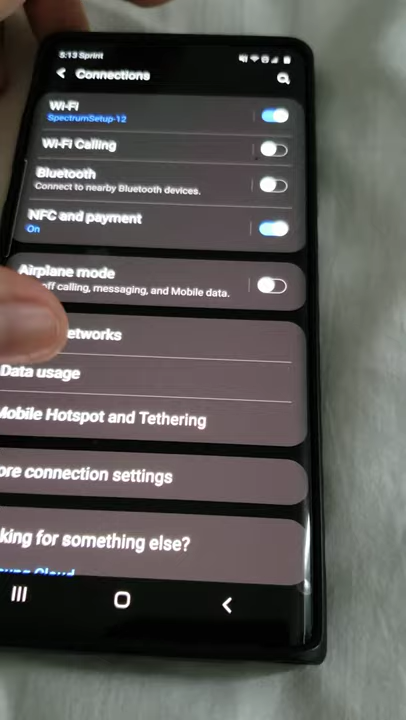 5:13 Sprint
Connections
Wi-Fi
SpectrumSetup-12
Wi-Fi Calling
Bluetooth
Connect to nearby Bluetooth devices.
NFC and payment
On
Airplane mode
off calling, messaging, and Mobile data.
etworks
Data usage
Mobile Hotspot and Tethering
ore connection settings
king for something else?
Cloud